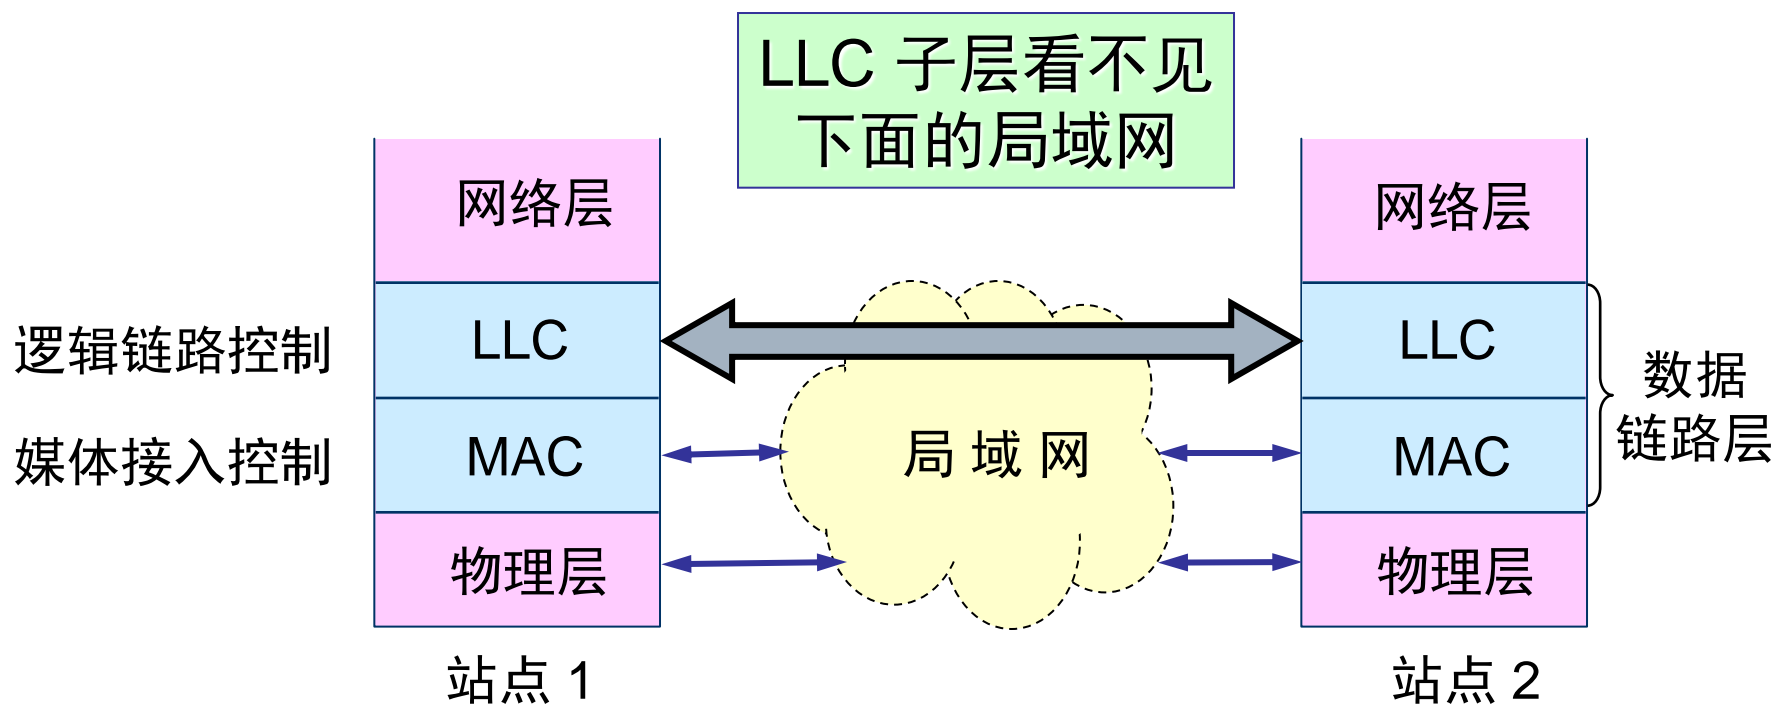 LLC 子层看不见
下面的局域网
网络层
网络层
逻辑链路控制
LLC
LLC
数据
链路层
媒体接入控制
MAC
局 域 网
MAC
物理层
物理层
站点 1
站点 2